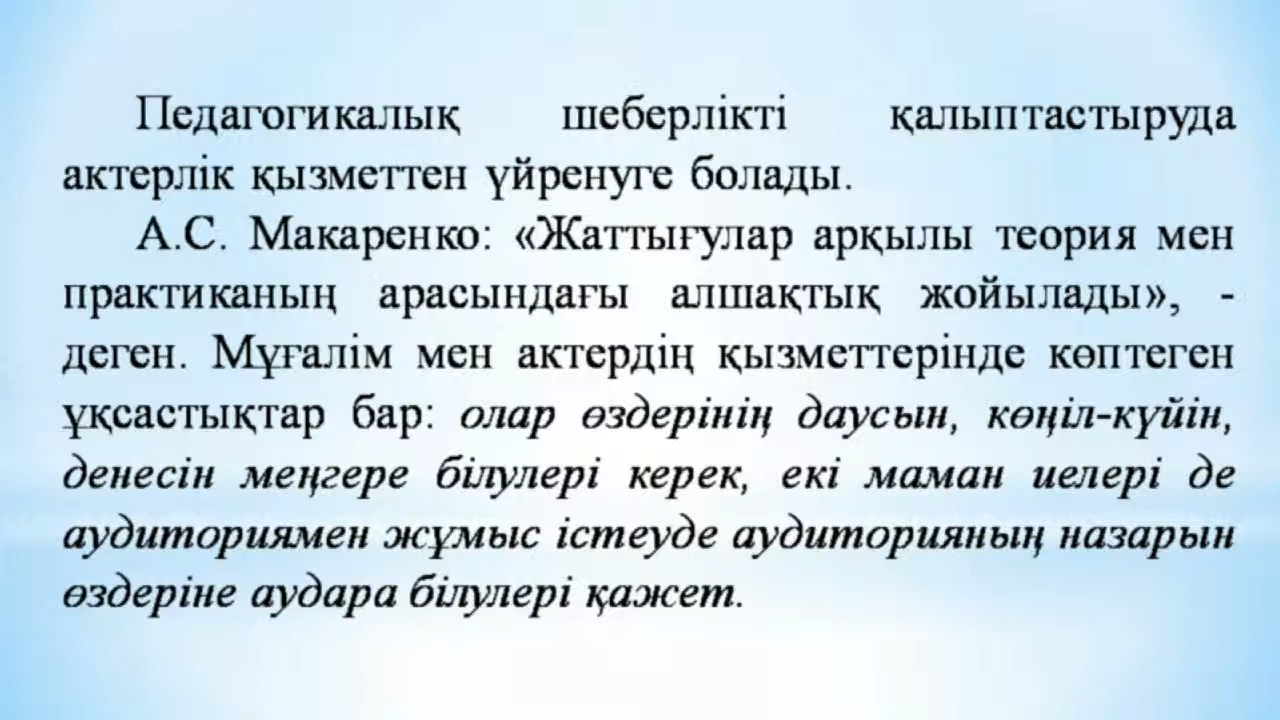 Педагогикалық шеберлікті қалыптастыруда
актерлік қызметтен үйренуге болады.
А.С. Макаренко: «Жаттығулар арқылы теория мен
практиканың арасындағы алшақтық жойылады», -
деген. Мұғалім мен актердің қызметтерінде көптеген
ұқсастықтар бар: олар өздерінің даусын, көңіл-күйін,
денесін меңгере білулері керек, екі маман иелері де
аудиториямен жұмыс істеуде аудиторияның назарын
өздеріне аудара білулері қажет.